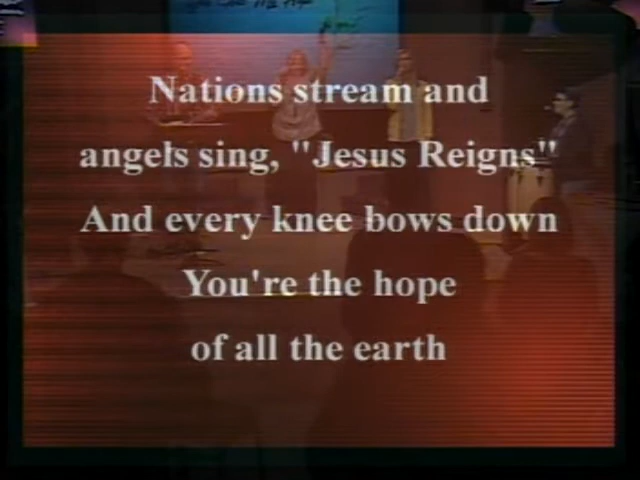 Nations stream and
angels sing, "Jesus Reigns"
And every knee bows down
You're the hope
of all the earth